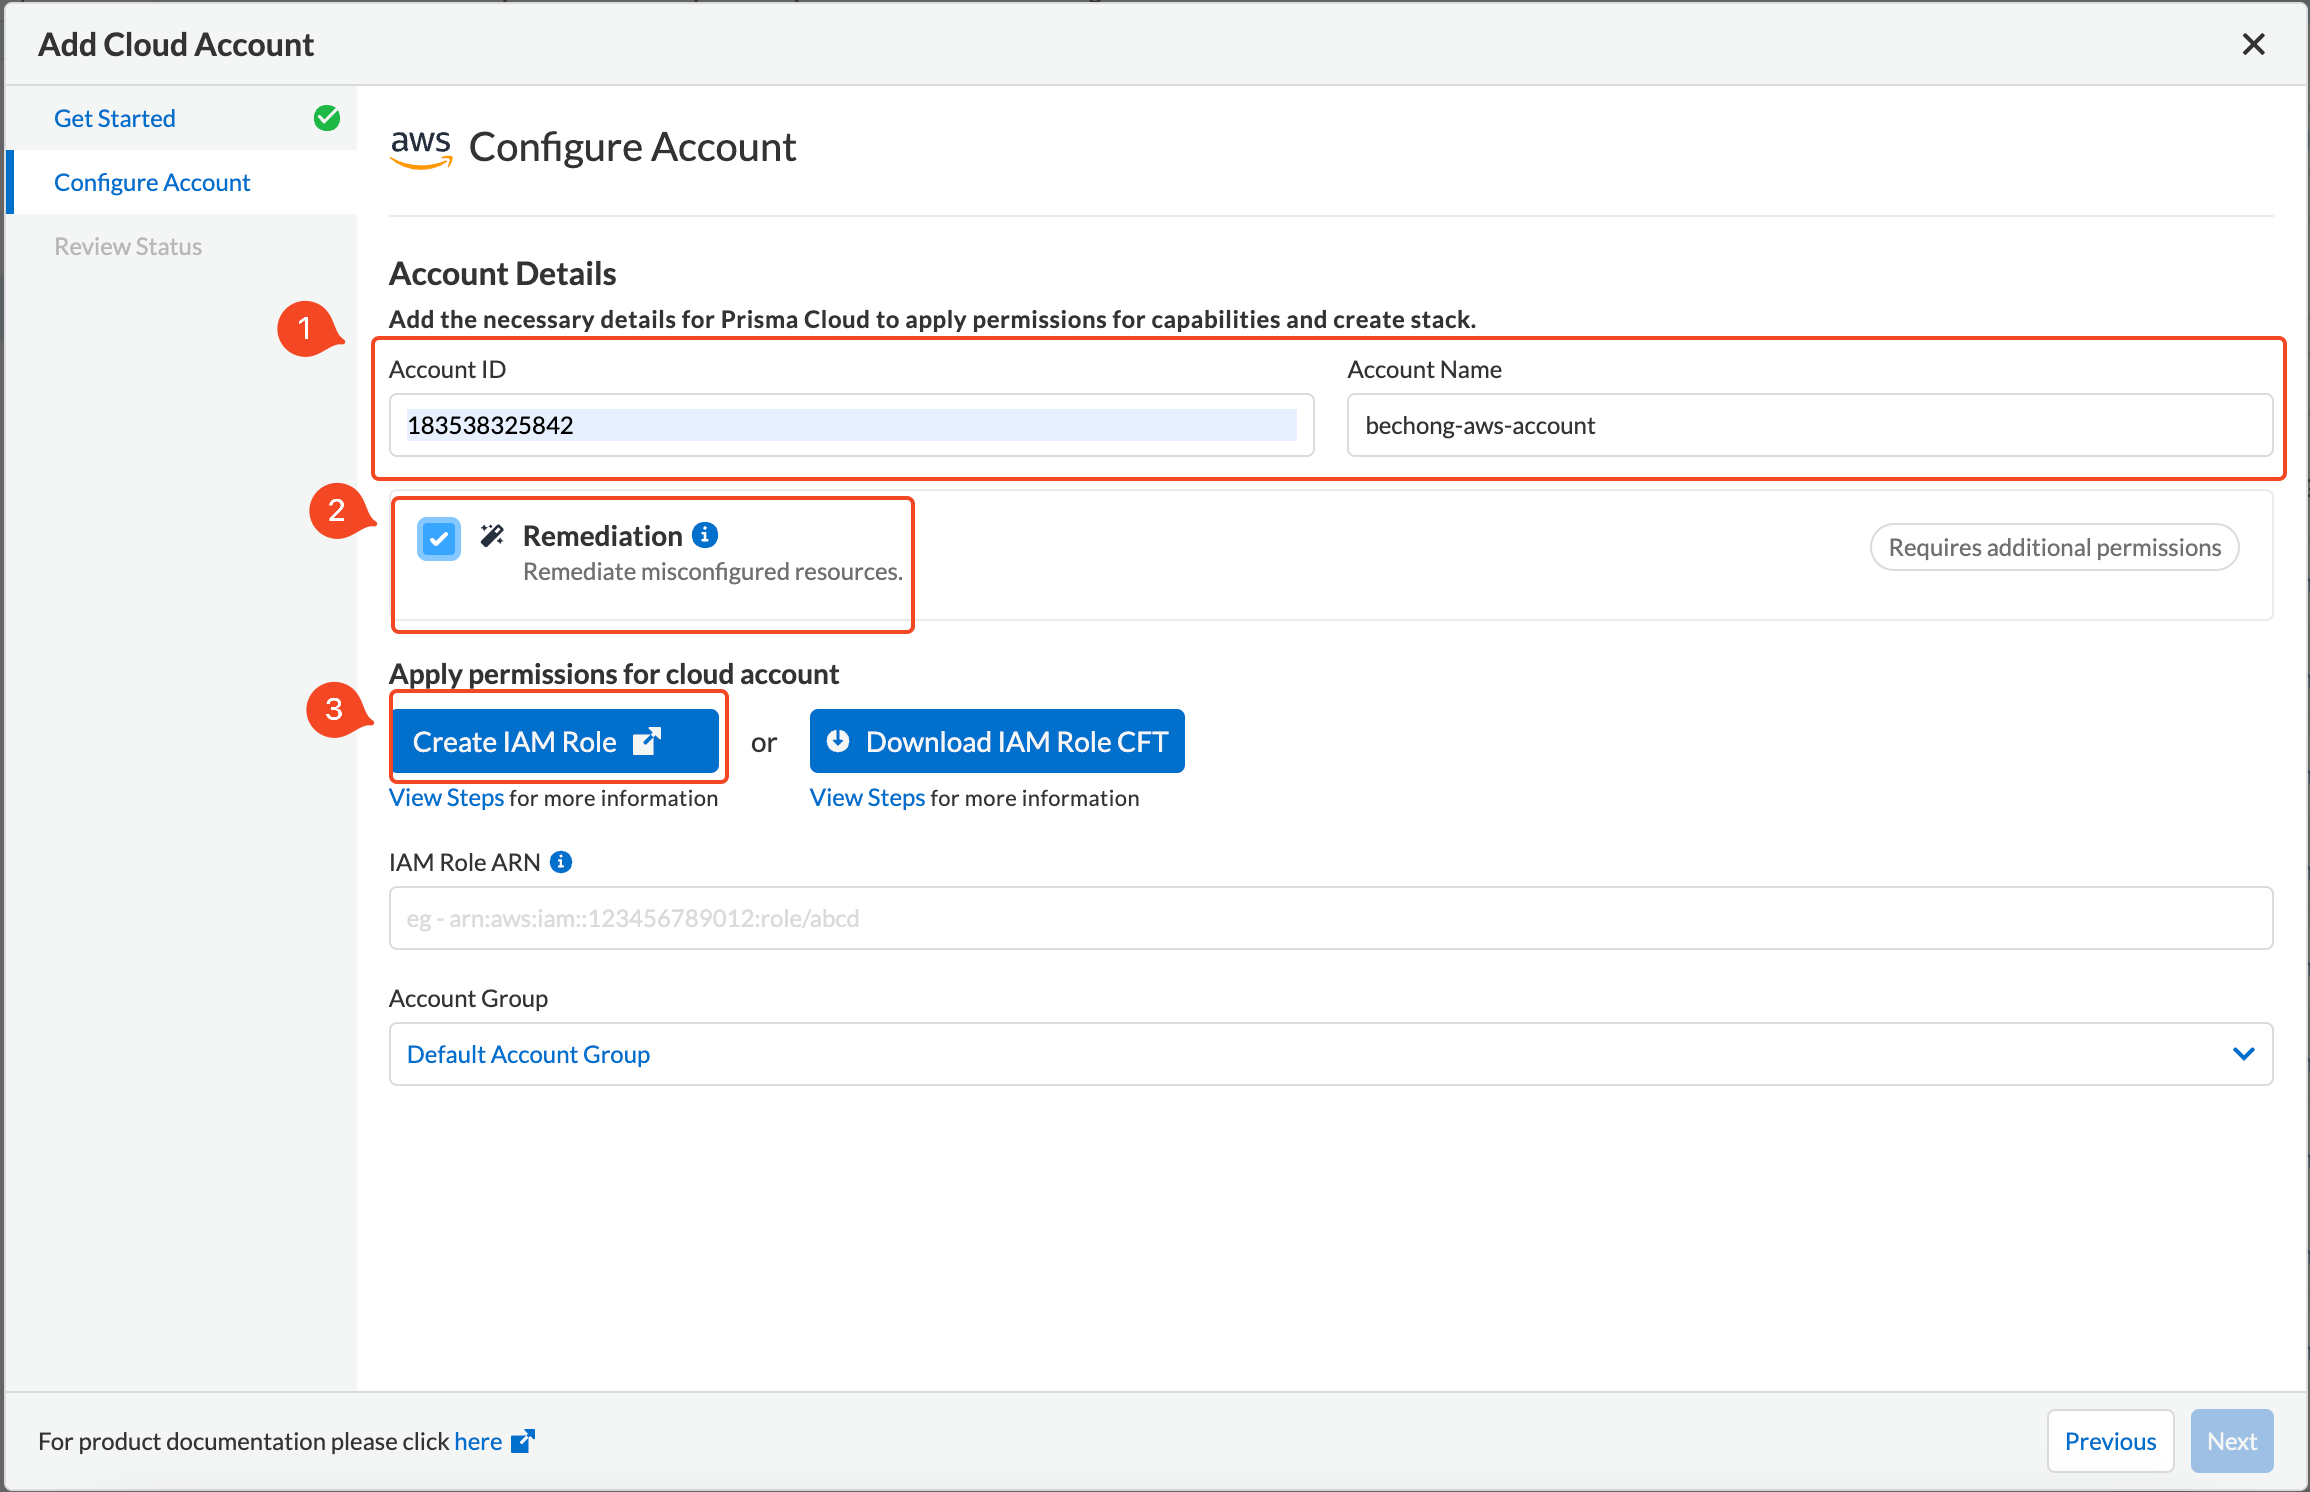 Add Cloud Account
Get Started
Configure Account
Review Status
aws Configure Account
Account Details
1
Add the necessary details for Prisma Cloud to apply permissions for capabilities and create stack.
Account ID
Account Name
183538325842
bechong-aws-account
2
Remediation
Remediate misconfigured resources.
Requires additional permissions
Apply permissions for cloud account
3
Create IAM Role
or
Download IAM Role CFT
View Steps for more information
View Steps for more information
IAM Role ARN
eg - arn:aws:iam::123456789012:role/abcd
Account Group
Default Account Group
For product documentation please click here
Previous
Next